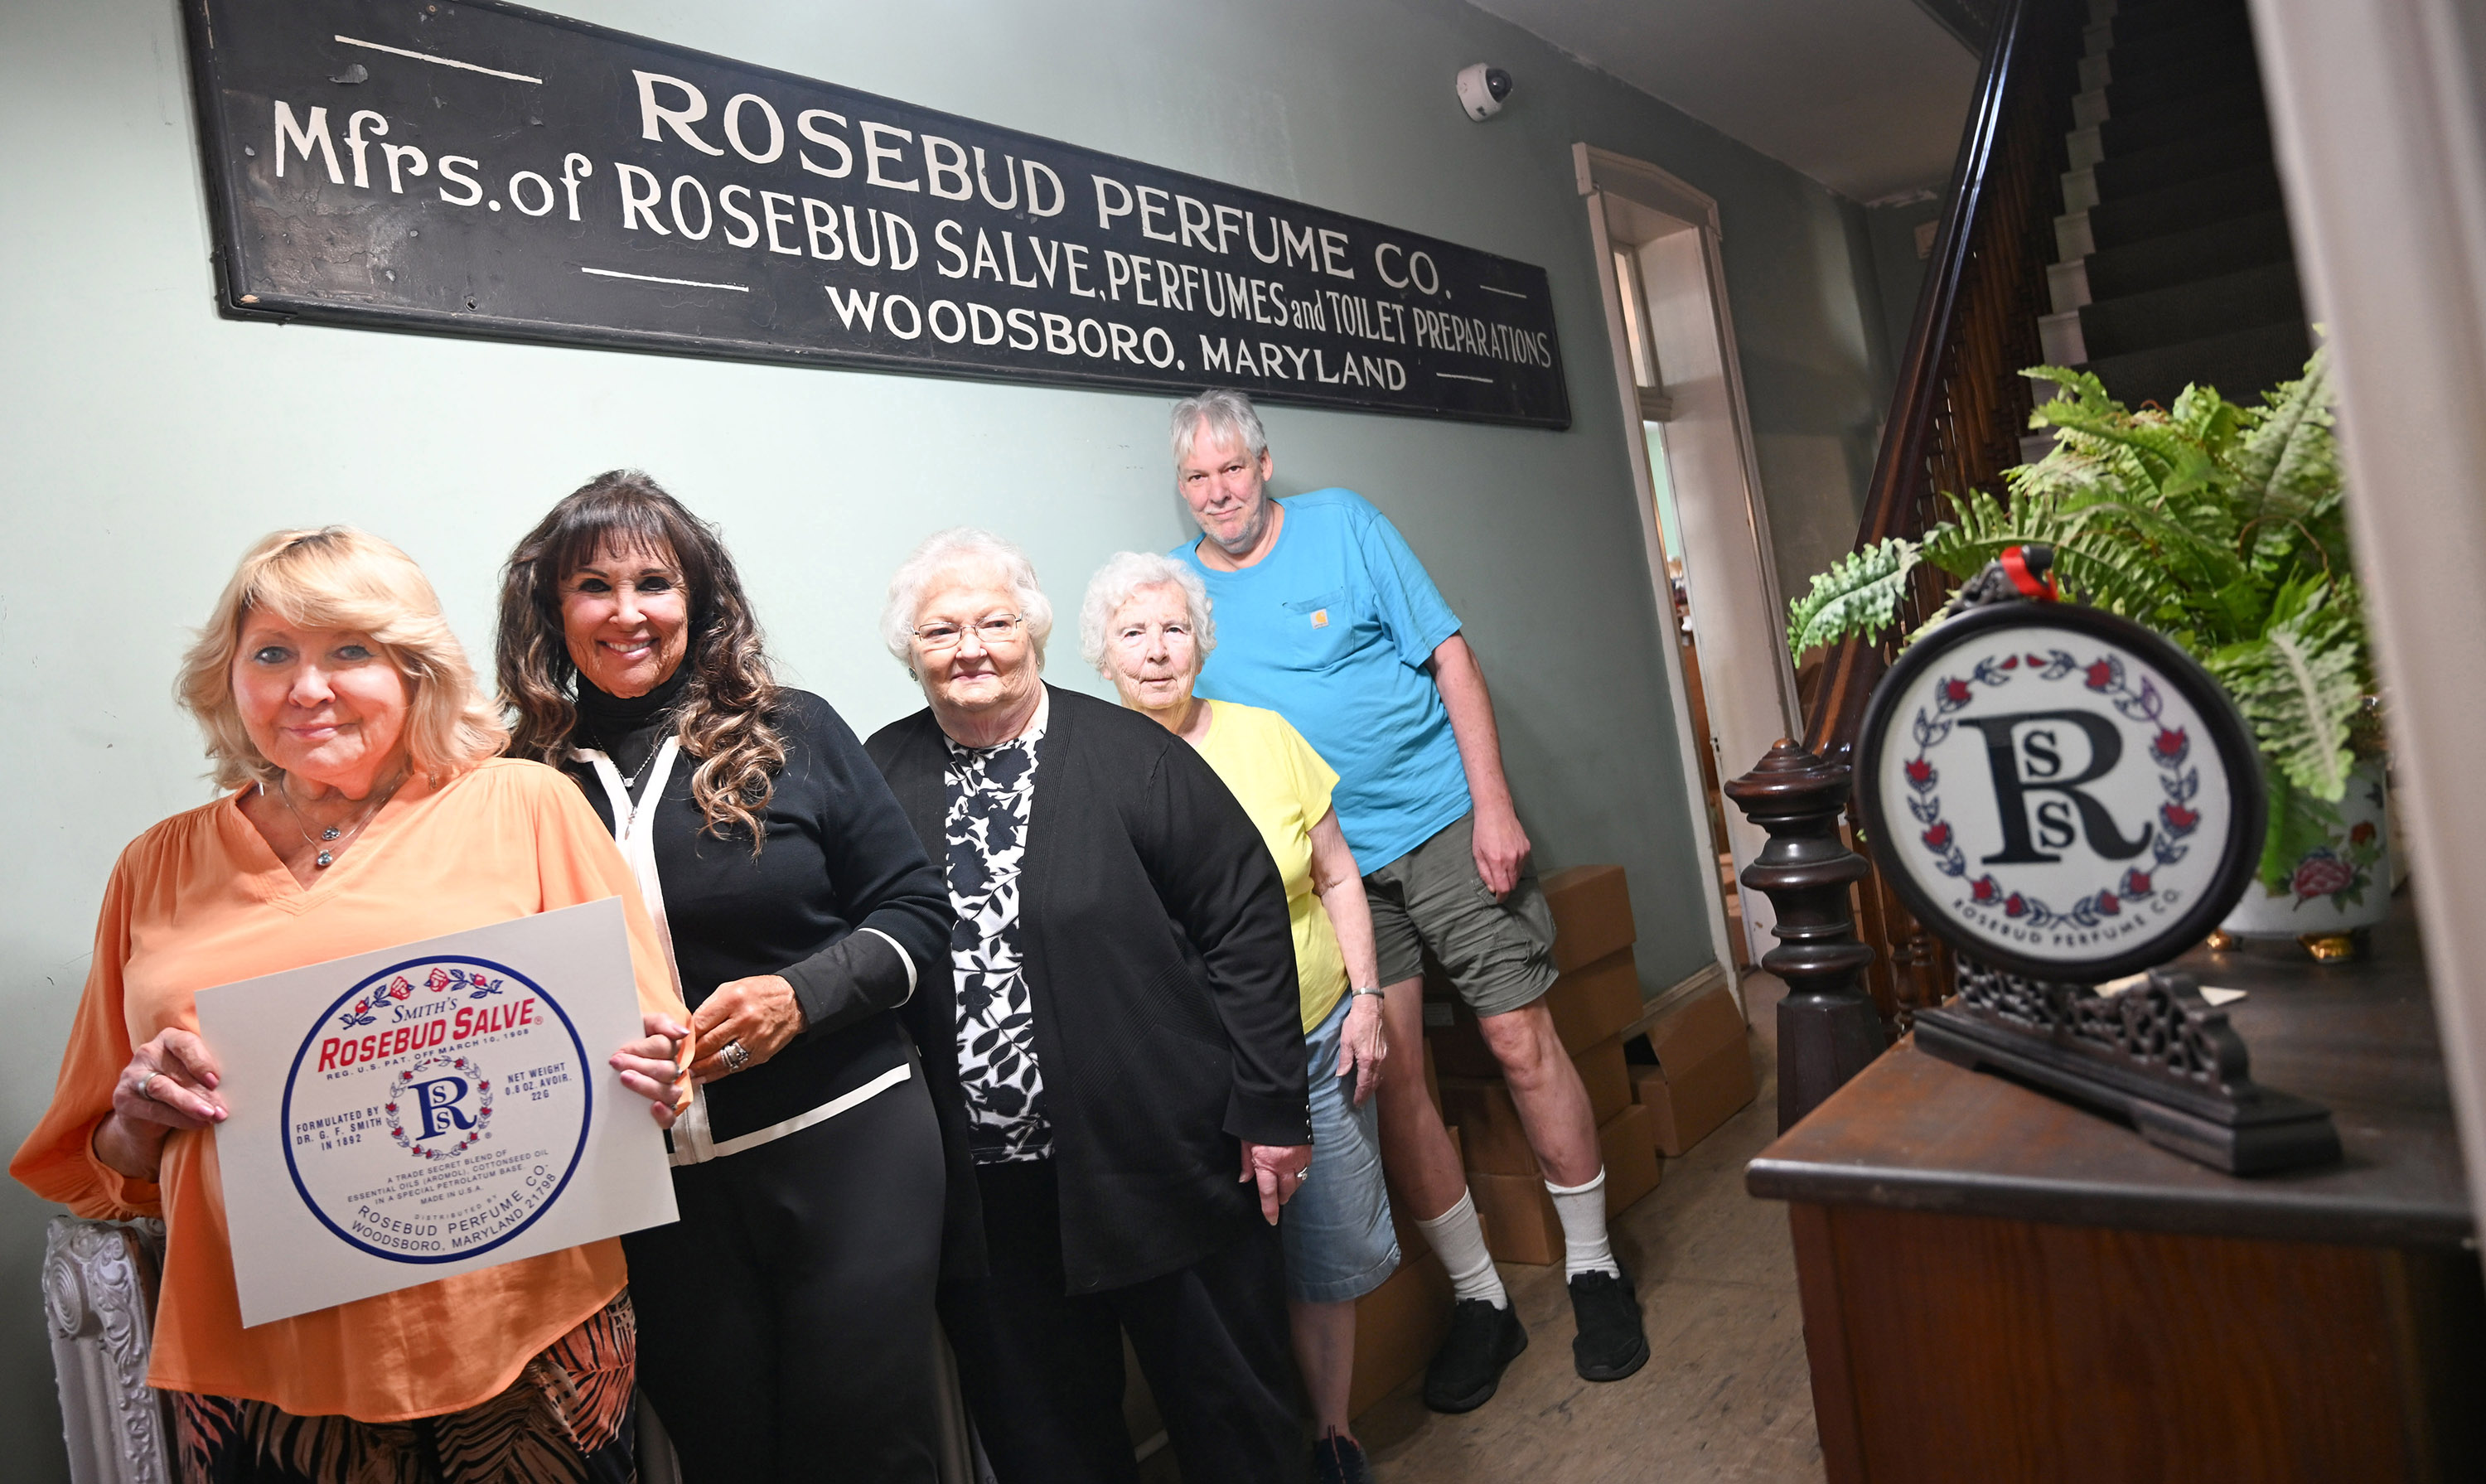 ROSEBUD PERFUME CO.
Mfrs. of ROSEBUD SALVE, PERFUMES and TOILET PREPARATIONS
WOODSBORO, MARYLAND
SMITH'S
ROSEBUD SALVE®
REG. U.S. PAT. OFF MARCH 10, 1908
FORMULATED BY
DR. G. F. SMITH
IN 1892
RSS
®
NET WEIGHT
0.8 OZ. AVOIR.
22 G
A TRADE SECRET BLEND OF
ESSENTIAL OILS (AROMOL), COTTONSEED OIL
IN A SPECIAL PETROLATUM BASE.
MADE IN U.S.A.
DISTRIBUTED BY
ROSEBUD PERFUME CO.
WOODSBORO, MARYLAND 21798
RSS
ROSEBUD PERFUME CO.